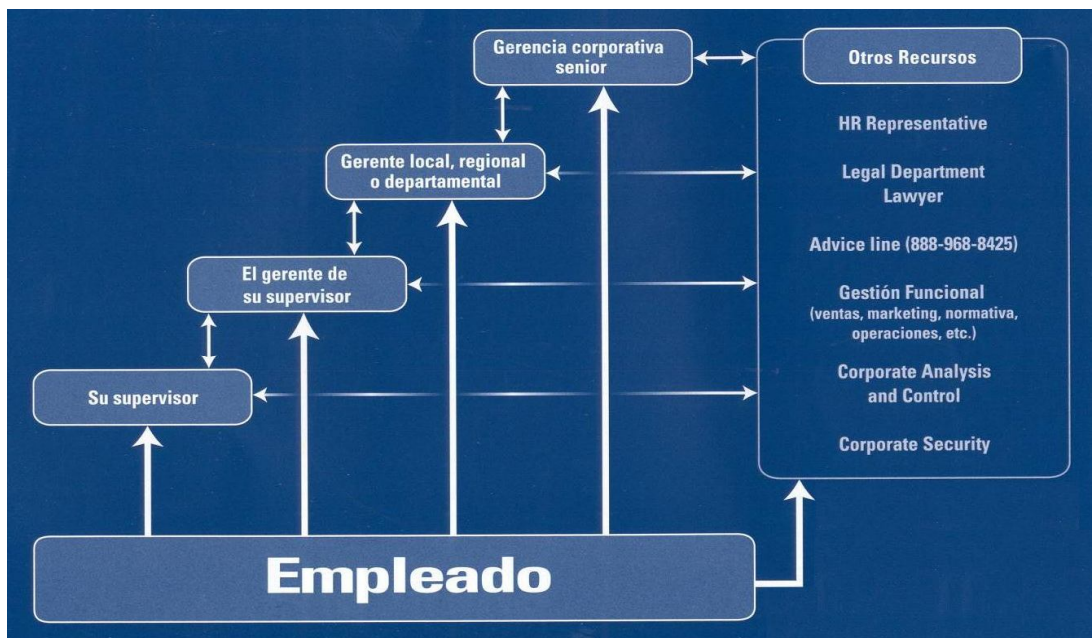 Gerencia corporativa
senior
Otros Recursos
HR Representative
Gerente local, regional
o departamental
Legal Department
Lawyer
Advice line (888-968-8425)
El gerente de
su supervisor
Gestión Funcional
(ventas, marketing, normativa,
operaciones, etc.)
Su supervisor
Corporate Analysis
and Control
Corporate Security
Empleado